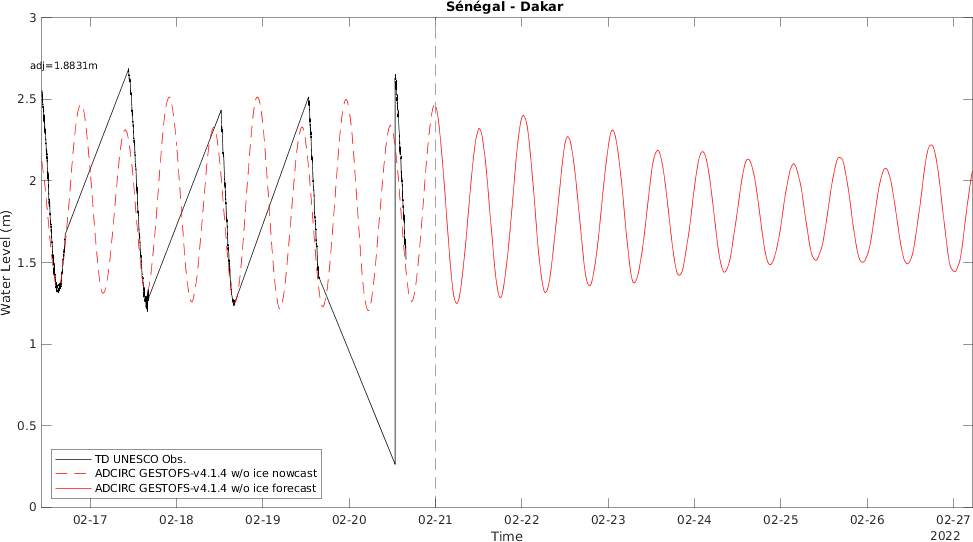 Sénégal - Dakar
adj=1.8831m
3
2.5
2
1.5
1
0.5
0
Water Level (m)
TD UNESCO Obs.
ADCIRC GESTOFS-v4.1.4 w/o ice nowcast
ADCIRC GESTOFS-v4.1.4 w/o ice forecast
02-17 02-18 02-19 02-20 02-21 02-22 02-23 02-24 02-25 02-26 02-27
Time
2022